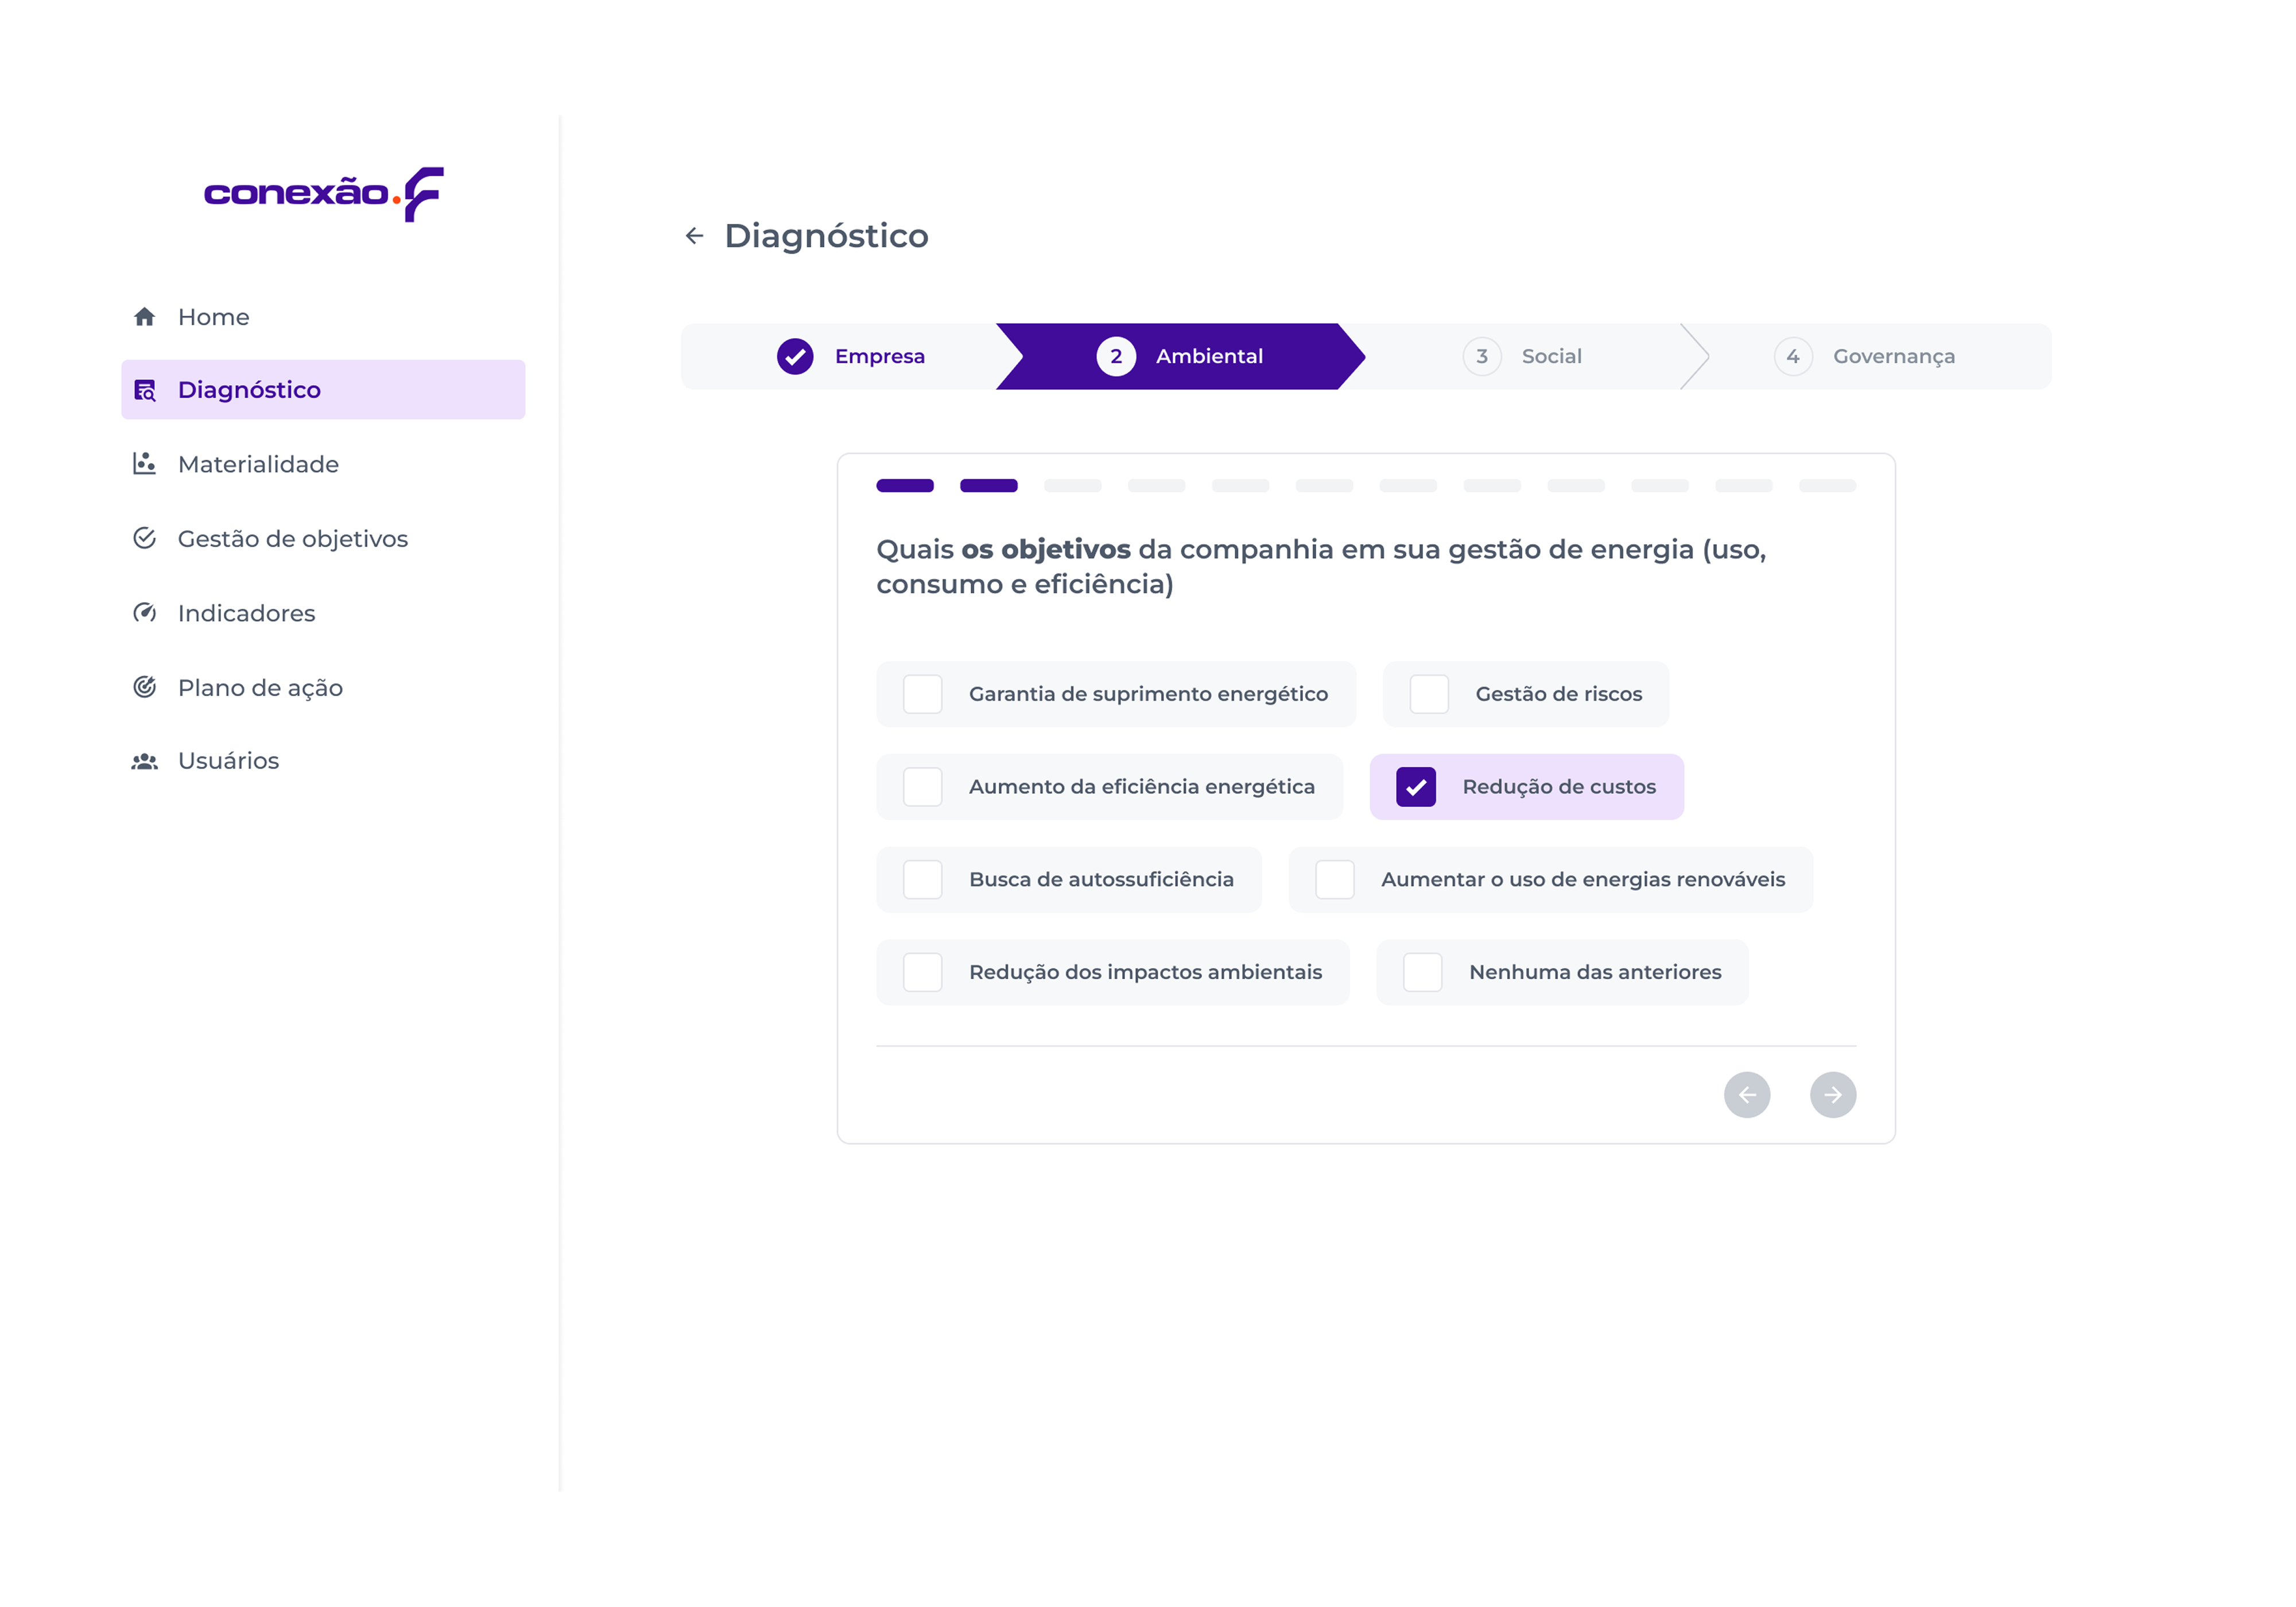 conexão.F
Home
Diagnóstico
Materialidade
Gestão de objetivos
Indicadores
Plano de ação
Usuários
Diagnóstico
Empresa
2 Ambiental
3 Social
4 Governança
Quais os objetivos da companhia em sua gestão de energia (uso,
consumo e eficiência)
Garantia de suprimento energético
Gestão de riscos
Aumento da eficiência energética
Redução de custos
Busca de autossuficiência
Aumentar o uso de energias renováveis
Redução dos impactos ambientais
Nenhuma das anteriores